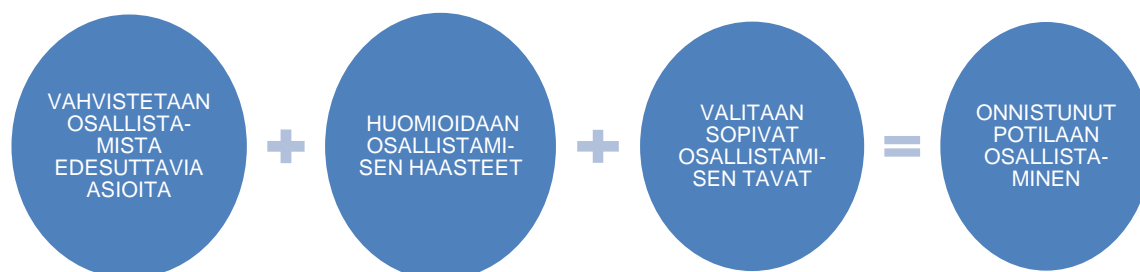 VAHVISTETAAN
OSALLISTA-
MISTA
EDESUTTAVIA
ASIOITA
+
HUOMIOIDAAN
OSALLISTAMI-
SEN HAASTEET
+
VALITAAN
SOPIVAT
OSALLISTAMI-
SEN TAVAT
=
ONNISTUNUT
POTILAAN
OSALLISTA-
MINEN